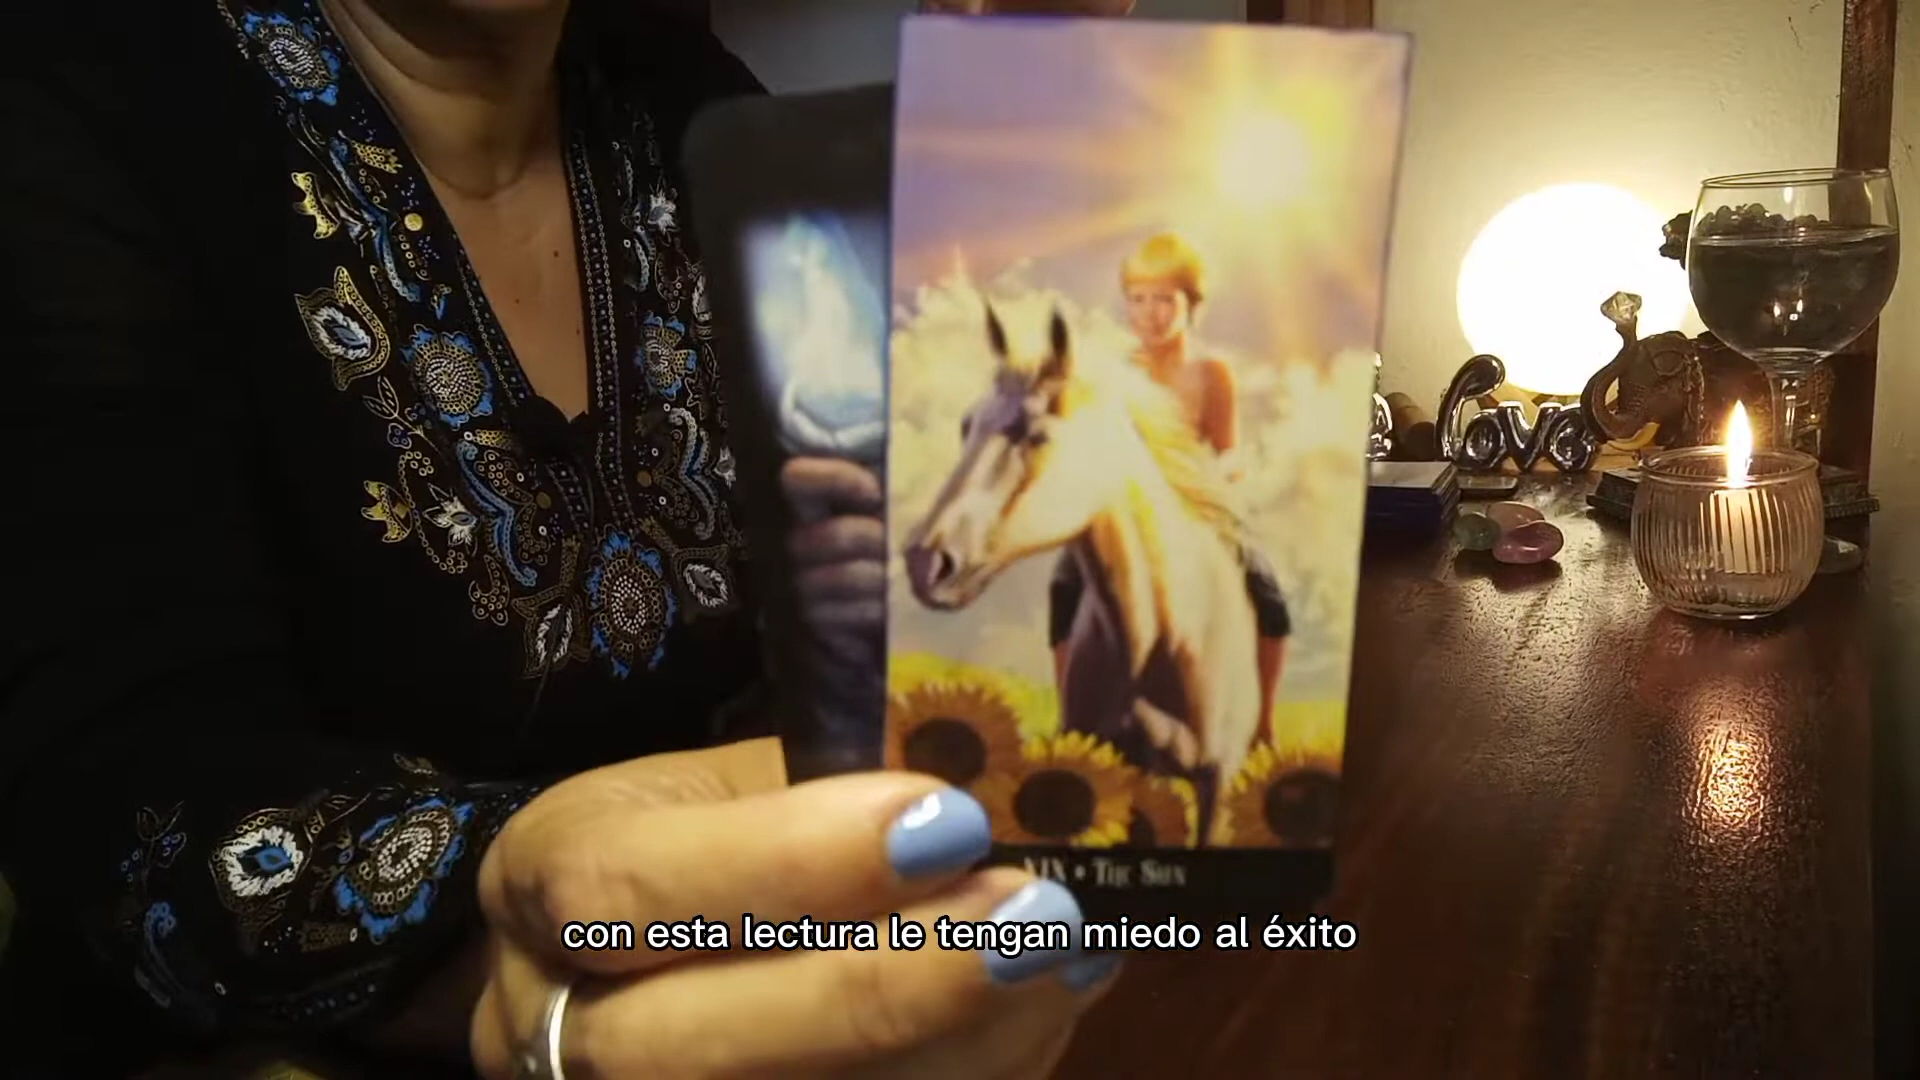 Love
XIX • The Sun
con esta lectura le tengan miedo al éxito